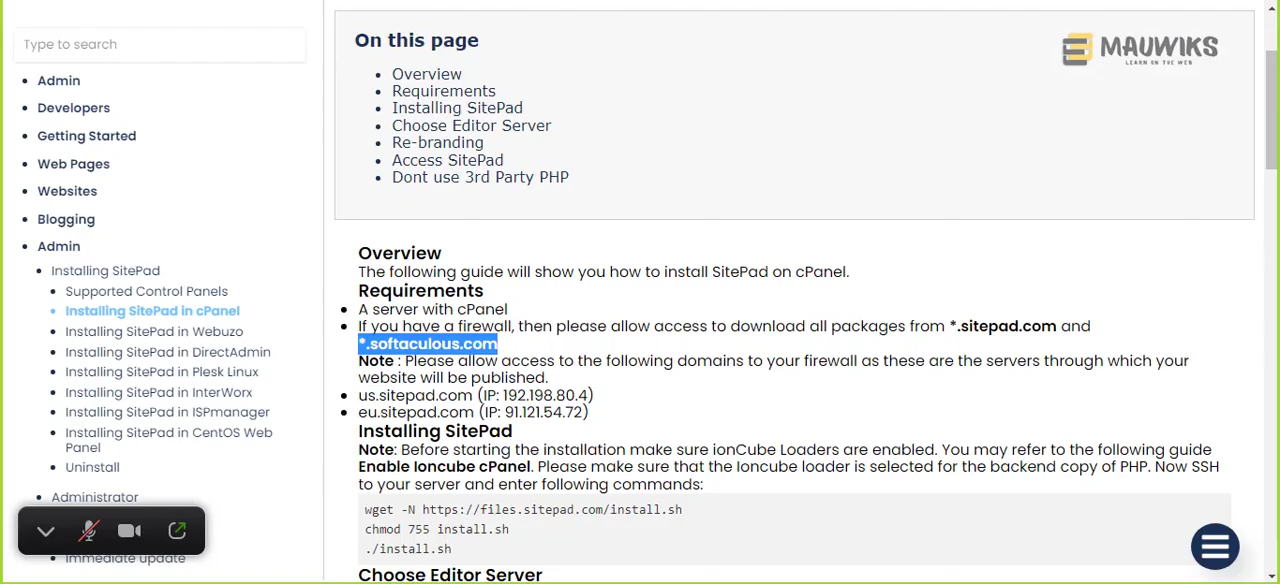 Type to search
Admin
Developers
Getting Started
Web Pages
Websites
Blogging
Admin
Installing SitePad
Supported Control Panels
Installing SitePad in cPanel
Installing SitePad in Webuzo
Installing SitePad in DirectAdmin
Installing SitePad in Plesk Linux
Installing SitePad in InterWorx
Installing SitePad in ISPmanager
Installing SitePad in CentOS Web
Panel
Uninstall
Administrator
Immediate update
On this page
MAUWIKS
LEARN ON THE WEB
Overview
Requirements
Installing SitePad
Choose Editor Server
Re-branding
Access SitePad
Dont use 3rd Party PHP
Overview
The following guide will show you how to install SitePad on cPanel.
Requirements
A server with cPanel
If you have a firewall, then please allow access to download all packages from *.sitepad.com and
*.softaculous.com
Note : Please allow access to the following domains to your firewall as these are the servers through which your
website will be published.
us.sitepad.com (IP: 192.198.80.4)
eu.sitepad.com (IP: 91.121.54.72)
Installing SitePad
Note: Before starting the installation make sure ionCube Loaders are enabled. You may refer to the following guide
Enable Ioncube cPanel. Please make sure that the Ioncube loader is selected for the backend copy of PHP. Now SSH
to your server and enter following commands:
wget -N https://files.sitepad.com/install.sh
chmod 755 install.sh
./install.sh
Choose Editor Server